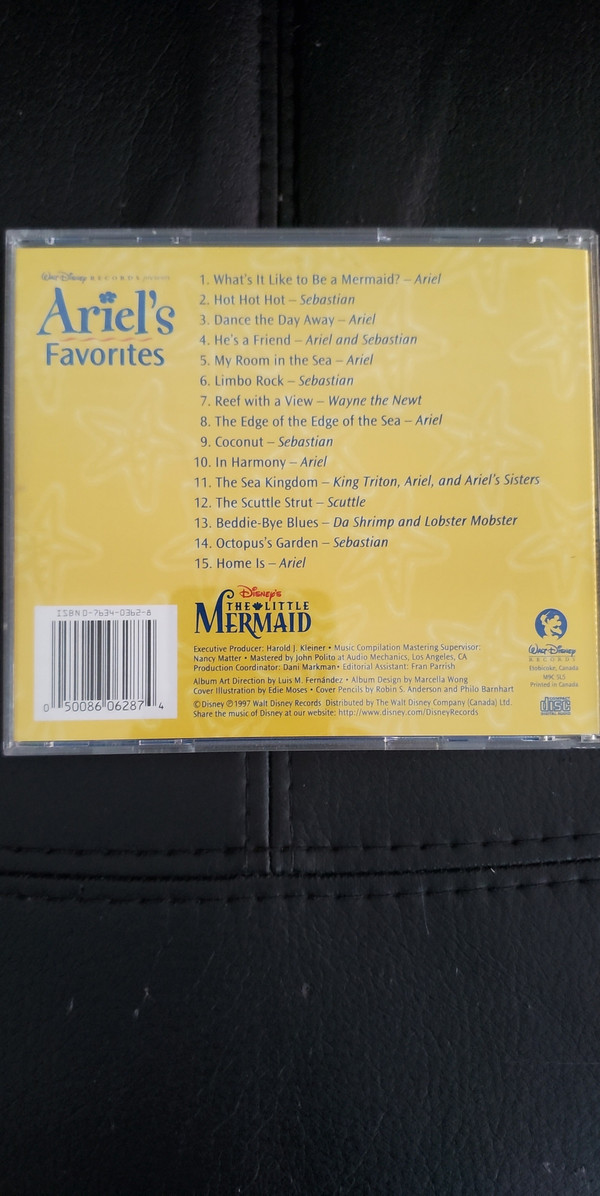 Walt Disney RECORDS presents
Ariel's
Favorites
1. What's It Like to Be a Mermaid? – Ariel
2. Hot Hot Hot – Sebastian
3. Dance the Day Away – Ariel
4. He's a Friend – Ariel and Sebastian
5. My Room in the Sea – Ariel
6. Limbo Rock – Sebastian
7. Reef with a View – Wayne the Newt
8. The Edge of the Edge of the Sea – Ariel
9. Coconut – Sebastian
10. In Harmony – Ariel
11. The Sea Kingdom – King Triton, Ariel, and Ariel's Sisters
12. The Scuttle Strut – Scuttle
13. Beddie-Bye Blues – Da Shrimp and Lobster Mobster
14. Octopus's Garden – Sebastian
15. Home Is – Ariel
ISBN 0-7634-0362-8
0 50086 06287 4
Disney's
THE LITTLE
MERMAID
Executive Producer: Harold J. Kleiner • Music Compilation Mastering Supervisor:
Nancy Matter • Mastered by John Polito at Audio Mechanics, Los Angeles, CA
Production Coordinator: Dani Markman • Editorial Assistant: Fran Parrish
Album Art Direction by Luis M. Fernández • Album Design by Marcella Wong
Cover Illustration by Edie Moses • Cover Pencils by Robin S. Anderson and Philo Barnhart
© Disney ℗ 1997 Walt Disney Records Distributed by The Walt Disney Company (Canada) Ltd.
Share the music of Disney at our website: http://www.disney.com/DisneyRecords
Walt Disney
RECORDS
Etobicoke, Canada
M9C 5L5
Printed in Canada
COMPACT
disc
DIGITAL AUDIO